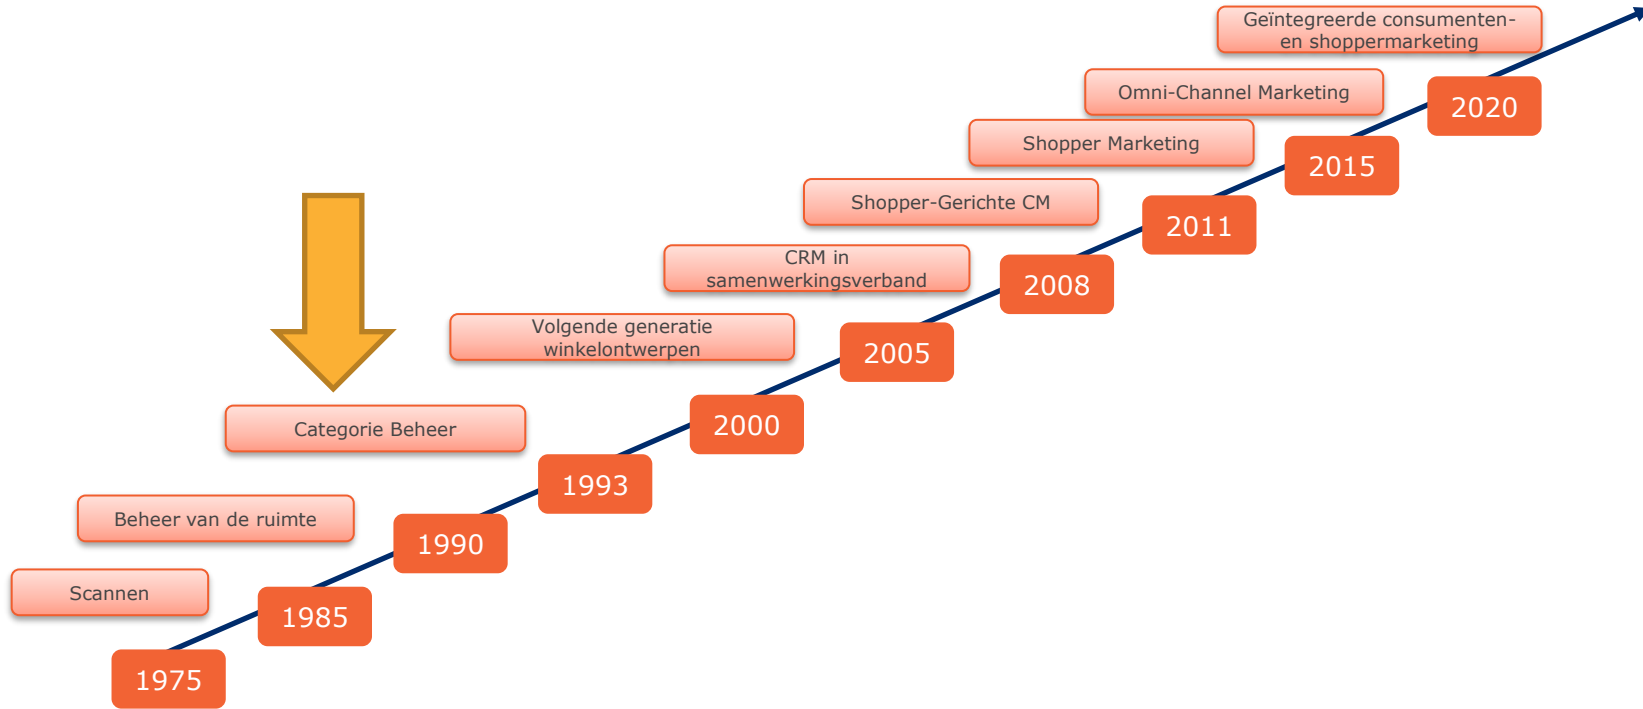 Geïntegreerde consumenten-
en shoppermarketing
Omni-Channel Marketing
2020
Shopper Marketing
2015
Shopper-Gerichte CM
2011
CRM in
samenwerkingsverband
2008
Volgende generatie
winkelontwerpen
2005
Categorie Beheer
2000
1993
Beheer van de ruimte
1990
Scannen
1985
1975